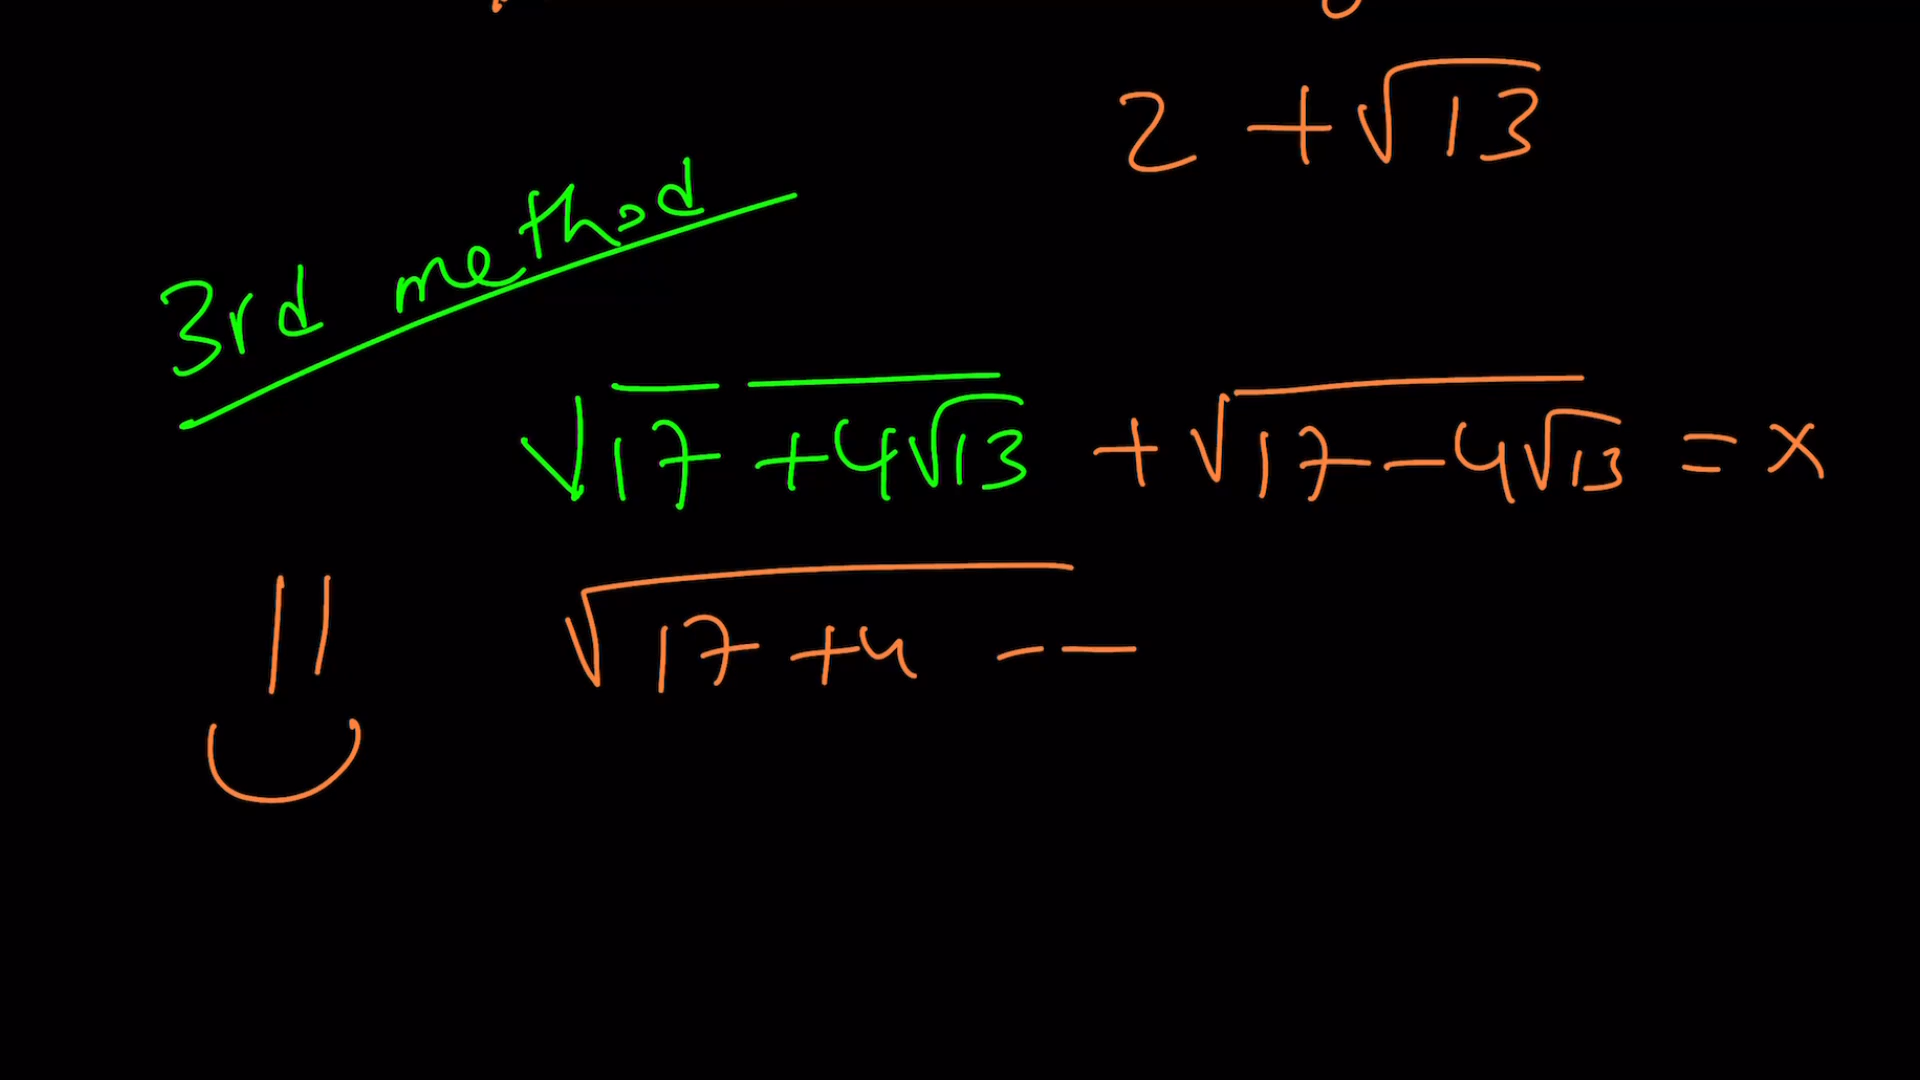 2 + √13
3rd method
√17 + 4√13 + √17 - 4√13 = x
√17 + 4 - -